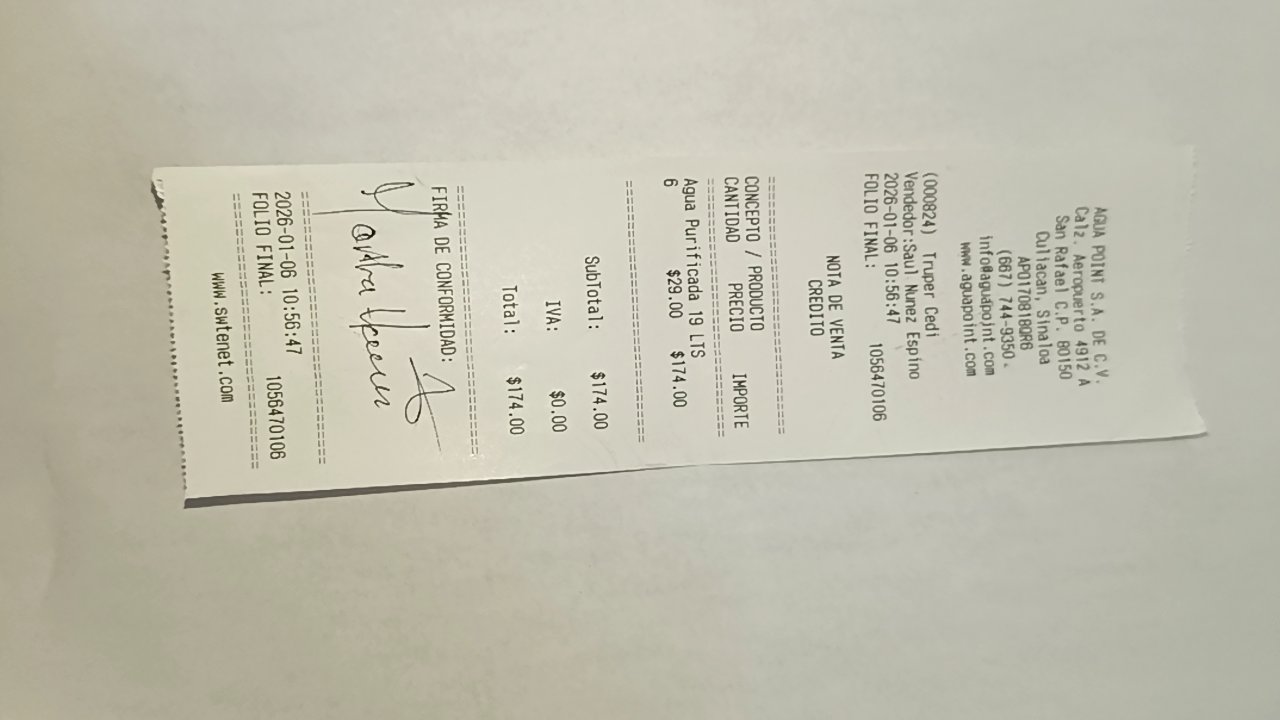 AGUA POINT S.A. DE C.V.
Calz. Aeropuerto 4912 A
San Rafael C.P. 80150
Culiacan, Sinaloa
APO170818QR6
(667) 744-9350.
info@aguapoint.com
www.aguapoint.com
(000824) Truper Cedi
Vendedor:Saul Nunez Espino
2026-01-06 10:56:47
FOLIO FINAL: 1056470106
NOTA DE VENTA
CREDITO
CONCEPTO / PRODUCTO
CANTIDAD PRECIO IMPORTE
Agua Purificada 19 LTS
6 $29.00 $174.00
SubTotal: $174.00
IVA: $0.00
Total: $174.00
FIRMA DE CONFORMIDAD:
2026-01-06 10:56:47
FOLIO FINAL: 1056470106
www.swtenet.com